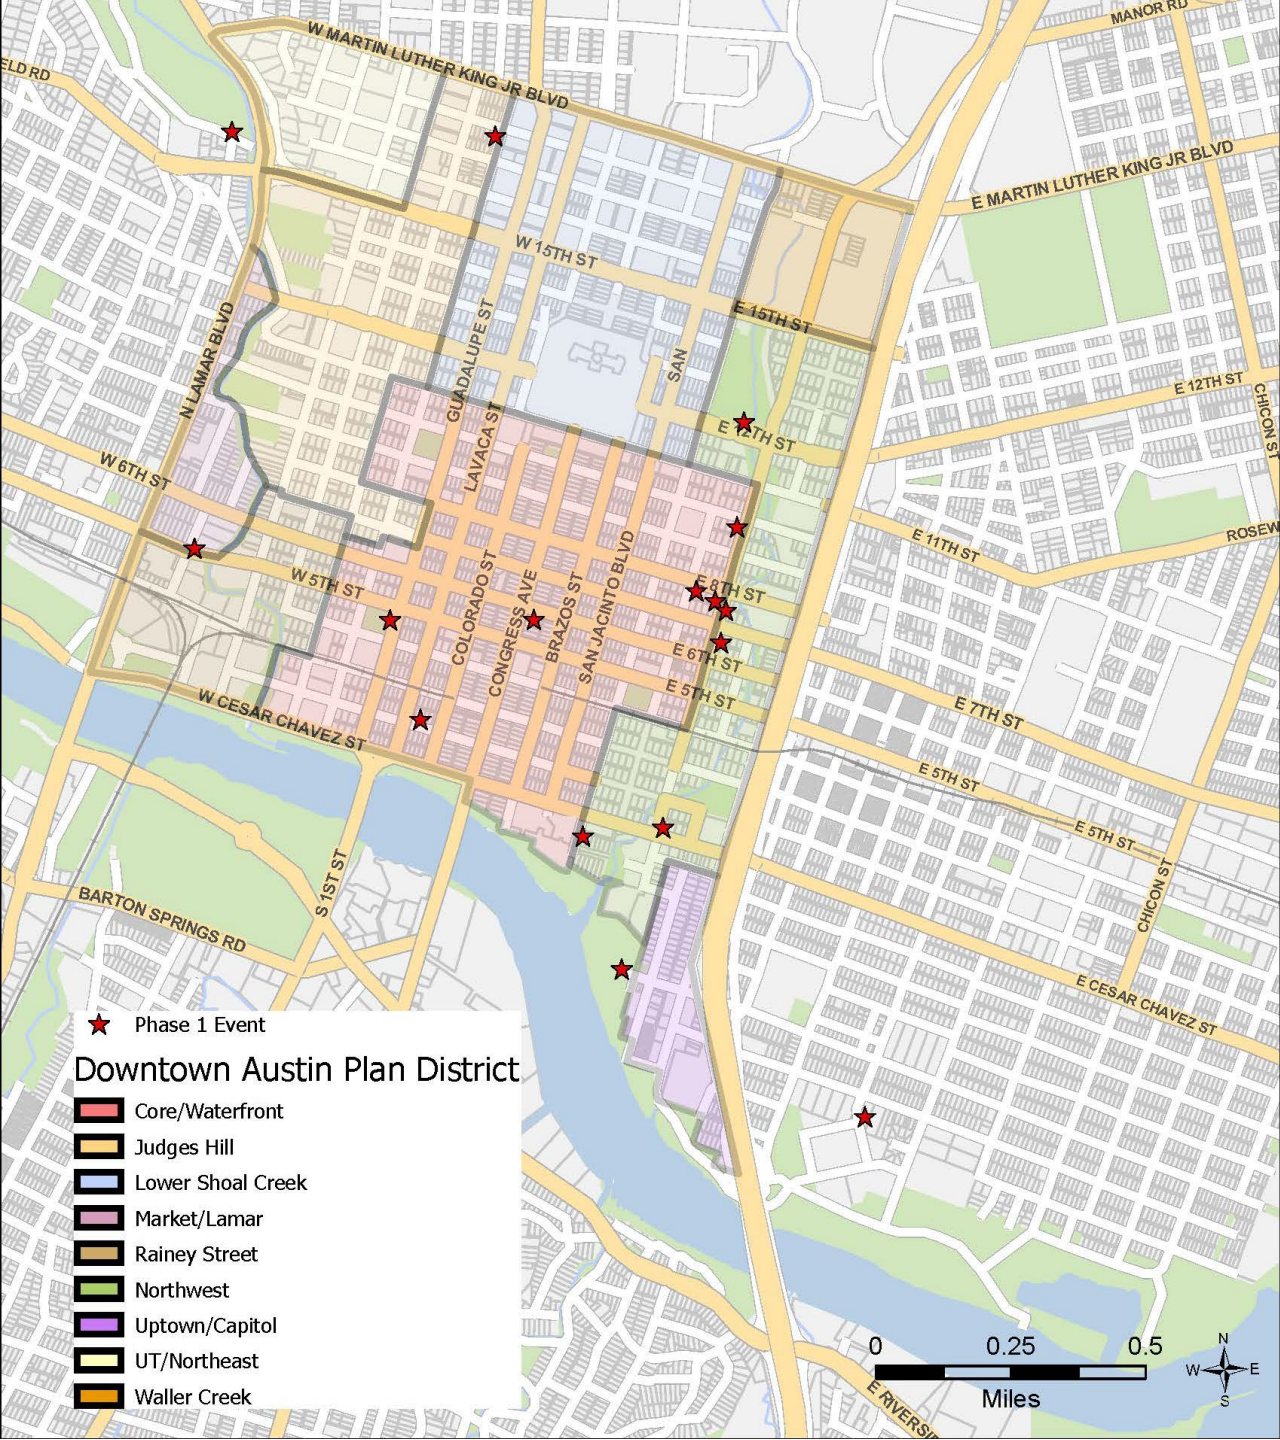 MANOR RD
W MARTIN LUTHER KING JR BLVD
ELD RD
E MARTIN LUTHER KING JR BLVD
W 15TH ST
E 15TH ST
N LAMAR BLVD
GUADALUPE ST
SAN
E 12TH ST
CHICON ST
LAVACA ST
E 12TH ST
W 6TH ST
E 11TH ST
ROSEW
W 5TH ST
COLORADO ST
CONGRESS AVE
BRAZOS ST
SAN JACINTO BLVD
E 8TH ST
E 6TH ST
E 5TH ST
E 7TH ST
W CESAR CHAVEZ ST
E 5TH ST
E 5TH ST
S 1ST ST
BARTON SPRINGS RD
CHICON ST
E CESAR CHAVEZ ST
Phase 1 Event
Downtown Austin Plan District
Core/Waterfront
Judges Hill
Lower Shoal Creek
Market/Lamar
Rainey Street
Northwest
Uptown/Capitol
UT/Northeast
Waller Creek
0 0.25 0.5
Miles
N
W E
S
E RIVERSI